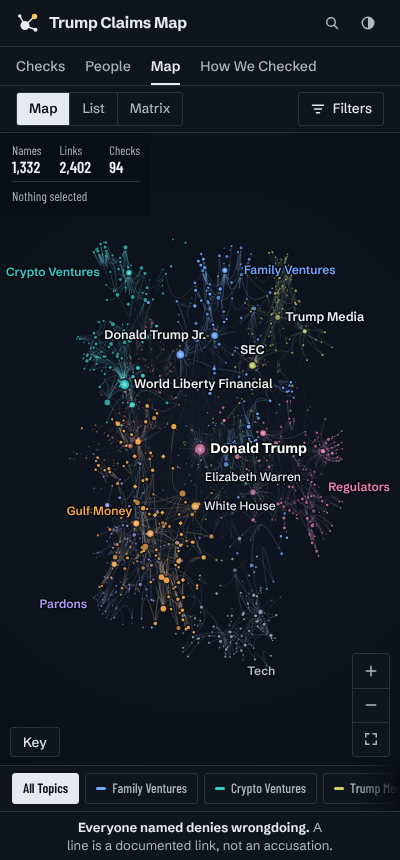 Trump Claims Map
Checks People Map How We Checked
Map List Matrix Filters
Names Links Checks
1,332 2,402 94
Nothing selected
Crypto Ventures
Family Ventures
Trump Media
Donald Trump Jr.
SEC
World Liberty Financial
Donald Trump
Elizabeth Warren
Regulators
White House
Gulf Money
Pardons
Tech
Key
All Topics Family Ventures Crypto Ventures Trump
Everyone named denies wrongdoing. A
line is a documented link, not an accusation.